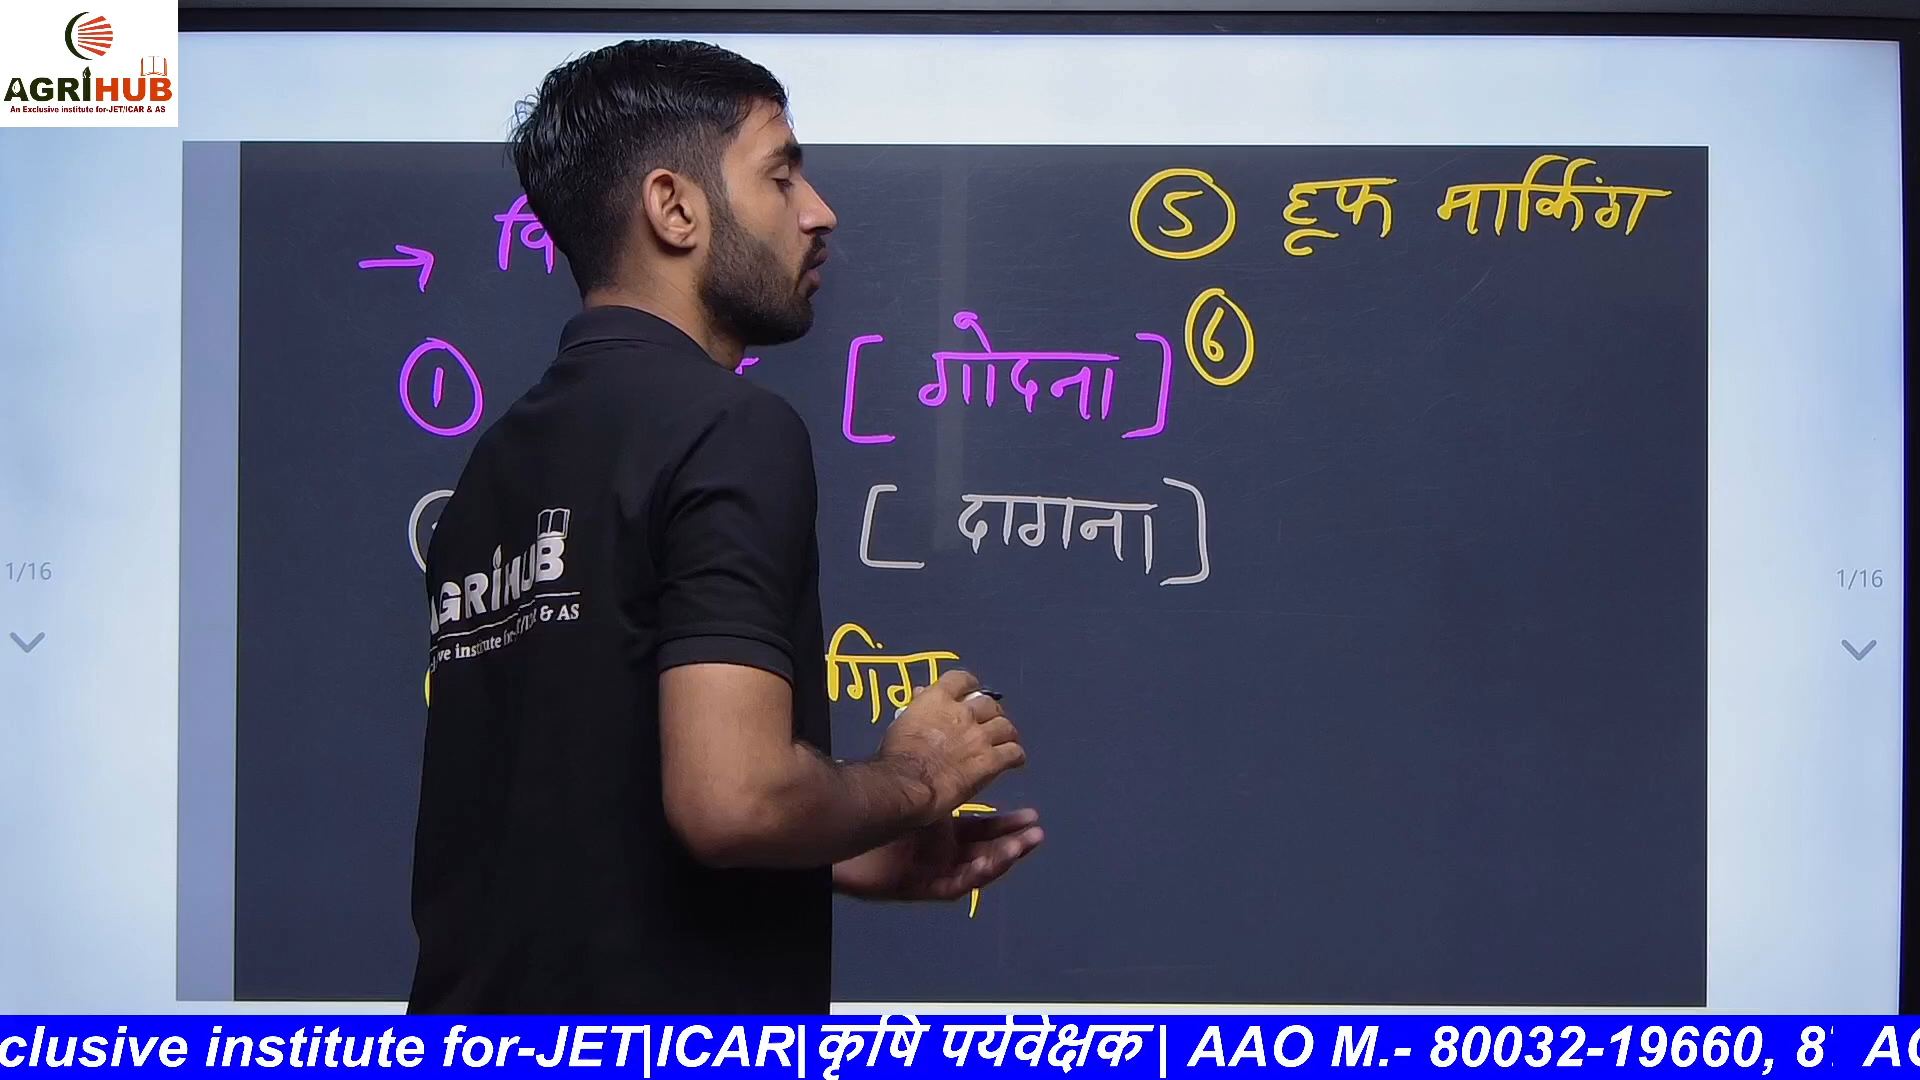 AGRIHUB
An Exclusive institute for-JET/ICAR & AS
→ वि
① [ गोदना ]
[ दागना ]
गिंग
⑤ हूफ मार्किंग
⑥
AGRIHUB
& AS
institute
1/16
1/16
clusive institute for-JET|ICAR|कृषि पर्यवेक्षक | AAO M.- 80032-19660, 8